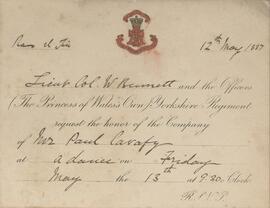 12th May 1887
Lieut Col W Burnett and the Officers
(The Princess of Wales's Own) Yorkshire Regiment
request the honor of the Company
of Mr Paul Cavafy
at a dance on Friday
May the 13th at 9.30 o'Clock
R.S.V.P.